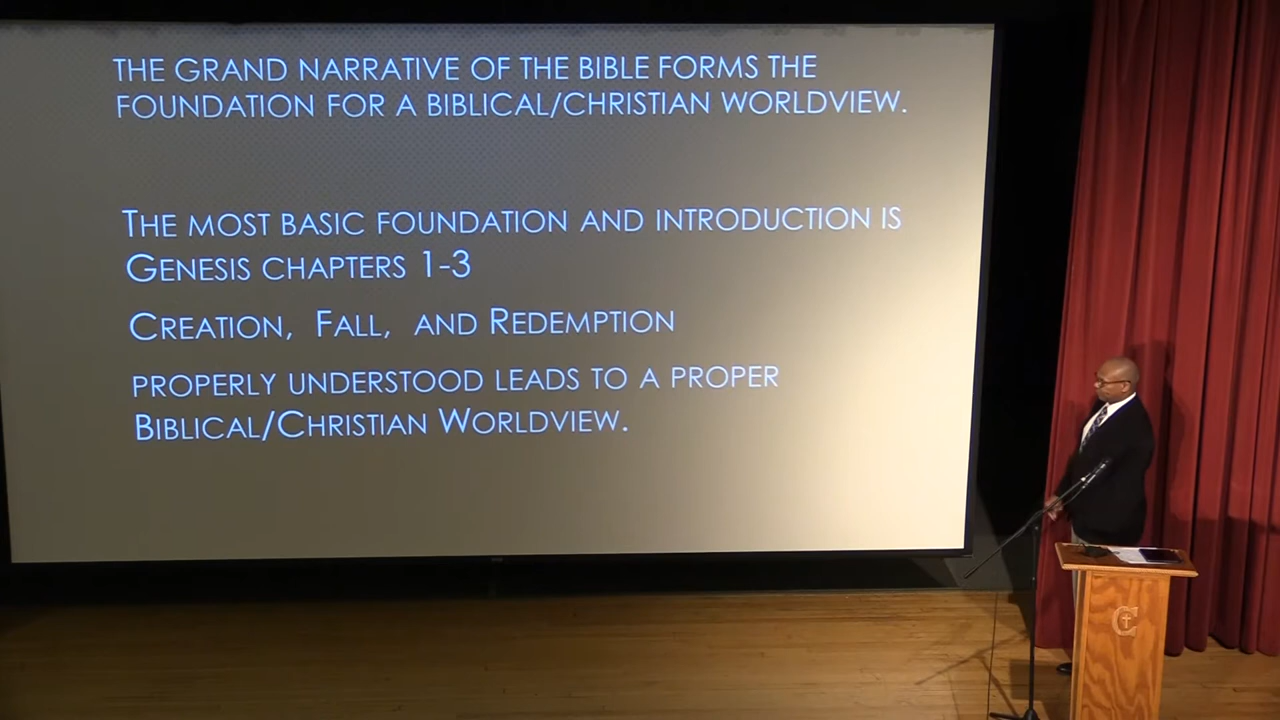 THE GRAND NARRATIVE OF THE BIBLE FORMS THE
FOUNDATION FOR A BIBLICAL/CHRISTIAN WORLDVIEW.
THE MOST BASIC FOUNDATION AND INTRODUCTION IS
GENESIS CHAPTERS 1-3
CREATION, FALL, AND REDEMPTION
PROPERLY UNDERSTOOD LEADS TO A PROPER
BIBLICAL/CHRISTIAN WORLDVIEW.
C